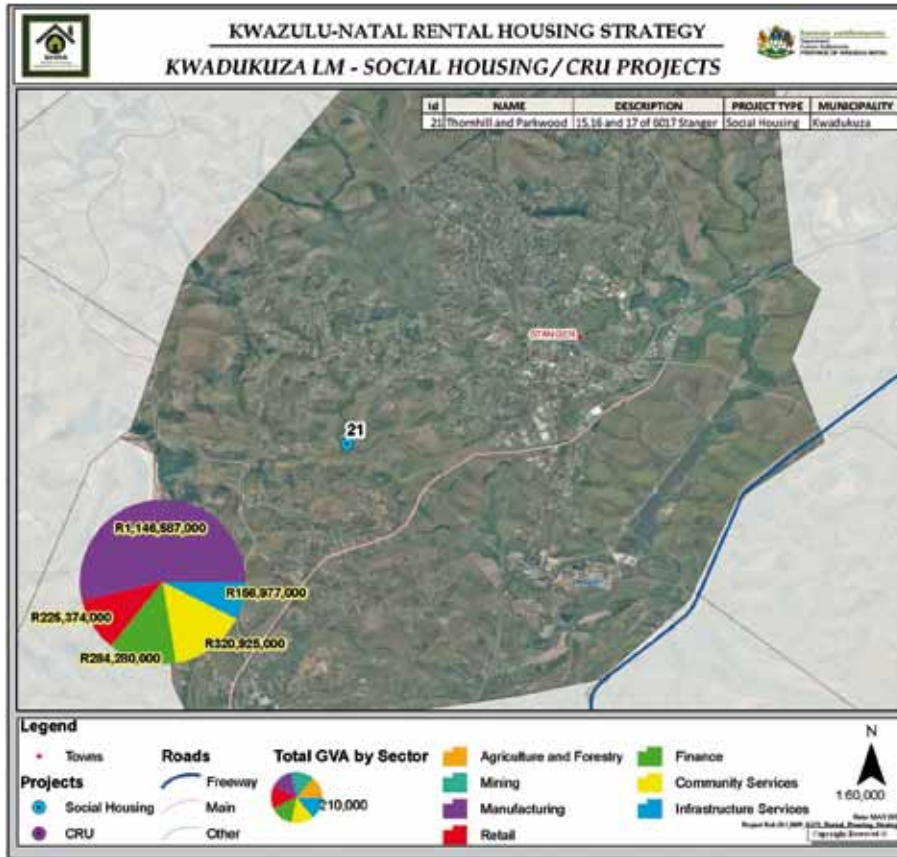 KWAZULU-NATAL RENTAL HOUSING STRATEGY
KWADUKUZA LM - SOCIAL HOUSING / CRU PROJECTS
Id NAME DESCRIPTION PROJECT TYPE MUNICIPALITY
21 Thornhill and Parkwood 15,16 and 17 of 6017 Stanger Social Housing Kwadukuza
STANGER
21
R1,146,587,000
R166,977,000
R225,374,000
R320,925,000
R284,280,000
Legend
Towns
Projects
Social Housing
CRU
Roads
Freeway
Main
Other
Total GVA by Sector
210,000
Agriculture and Forestry
Mining
Manufacturing
Retail
Finance
Community Services
Infrastructure Services
N
1:60,000
Copyright Reserved ©